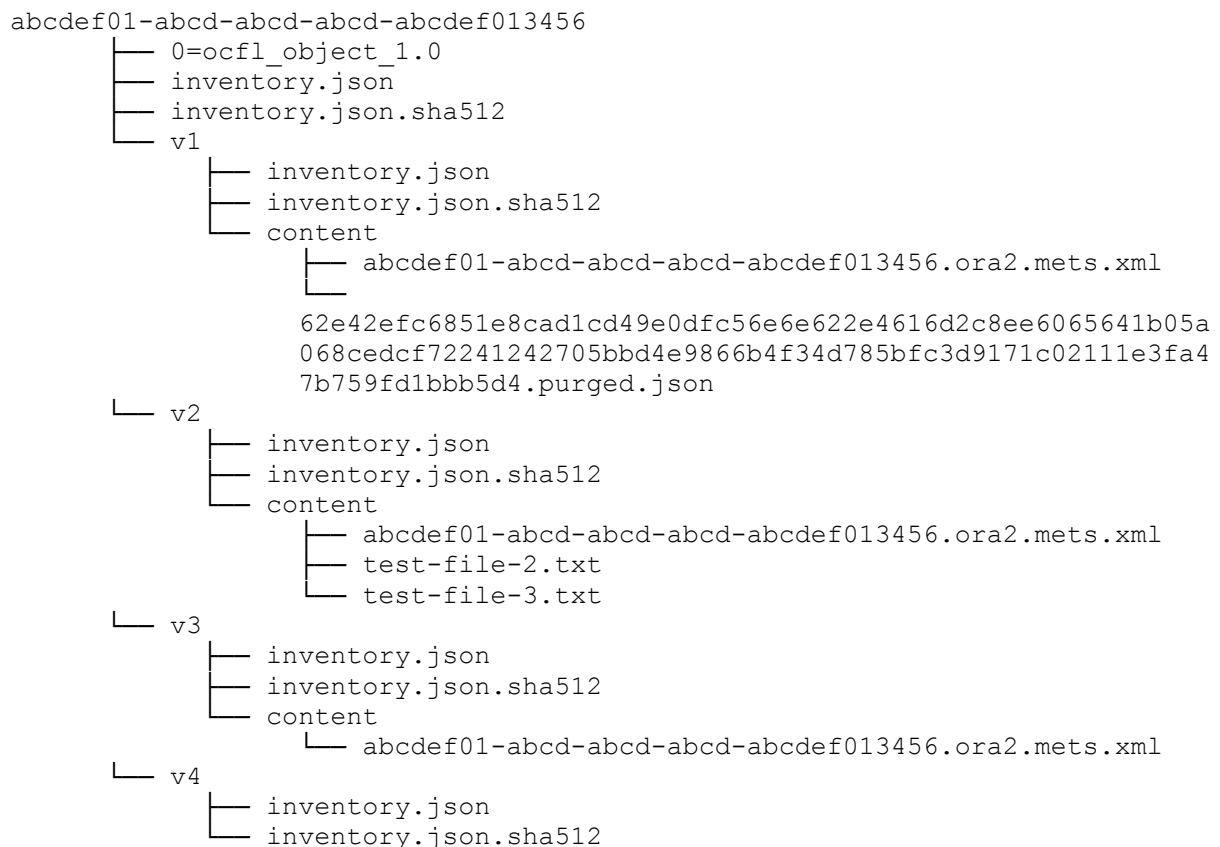 abcdef01-abcd-abcd-abcd-abcdef013456
├── 0=ocfl_object_1.0
├── inventory.json
├── inventory.json.sha512
└── v1
├── inventory.json
├── inventory.json.sha512
└── content
├── abcdef01-abcd-abcd-abcd-abcdef013456.ora2.mets.xml
└──
62e42efc6851e8cad1cd49e0dfc56e6e622e4616d2c8ee6065641b05a
068cedcf72241242705bbd4e9866b4f34d785bfc3d9171c02111e3fa4
7b759fd1bbb5d4.purged.json
└── v2
├── inventory.json
├── inventory.json.sha512
└── content
├── abcdef01-abcd-abcd-abcd-abcdef013456.ora2.mets.xml
├── test-file-2.txt
└── test-file-3.txt
└── v3
├── inventory.json
├── inventory.json.sha512
└── content
└── abcdef01-abcd-abcd-abcd-abcdef013456.ora2.mets.xml
└── v4
├── inventory.json
└── inventory.json.sha512